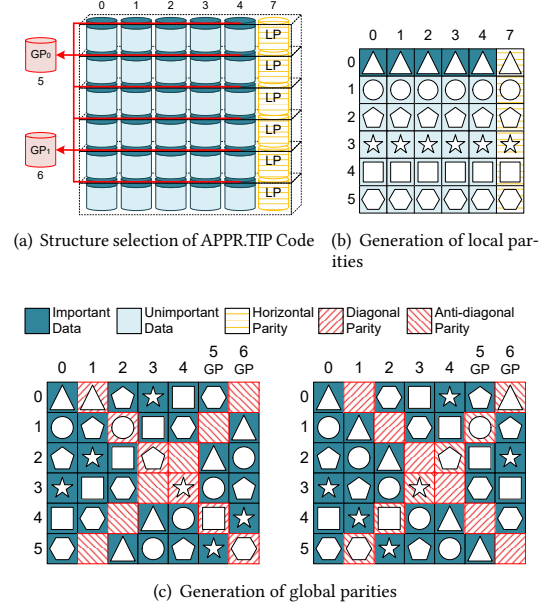 0 1 2 3 4 7
LP
GP₀
5
LP
LP
LP
GP₁
6
LP
LP
(a) Structure selection of APPR.TIP Code
0 1 2 3 4 7
0
1
2
3
4
5
(b) Generation of local par-
ities
Important Data
Unimportant Data
Horizontal Parity
Diagonal Parity
Anti-diagonal Parity
0 1 2 3 4 5 GP 6 GP
0
1
2
3
4
5
0 1 2 3 4 5 GP 6 GP
0
1
2
3
4
5
(c) Generation of global parities